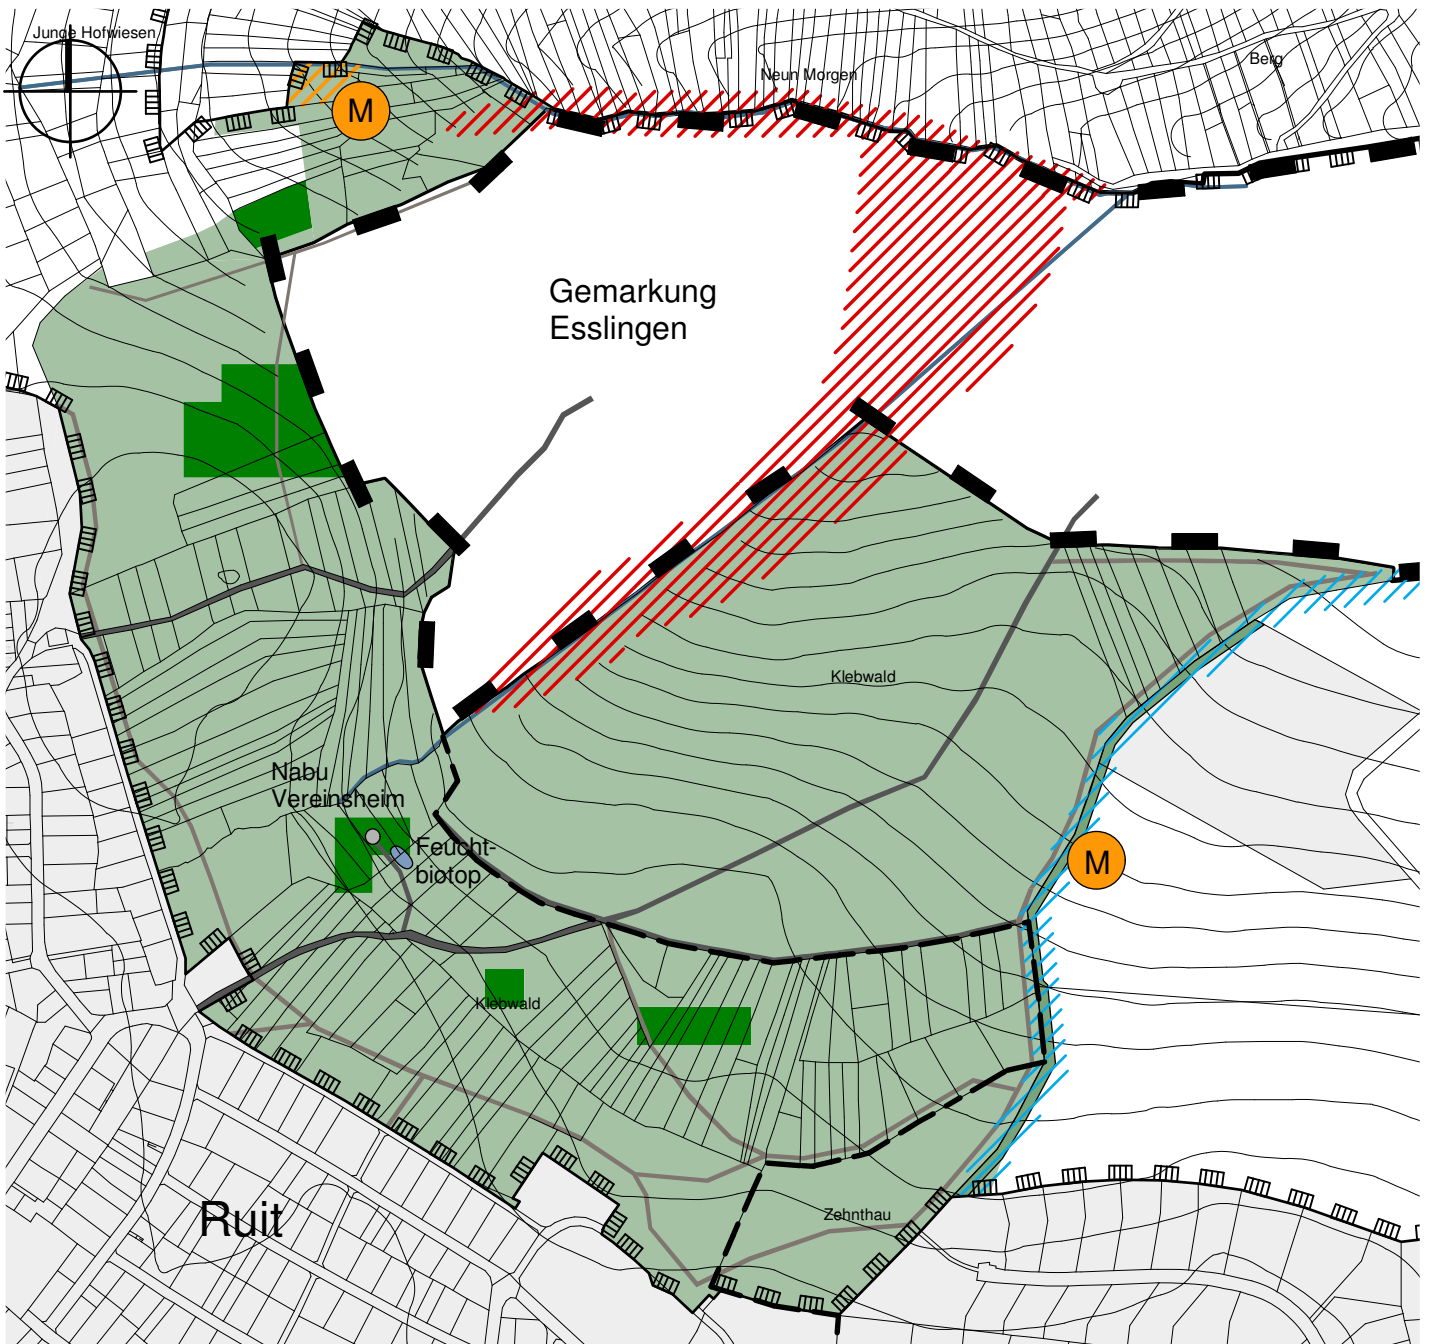 Junge Hofwiesen
Berg
Neun Morgen
M
Gemarkung
Esslingen
Klebwald
Nabu
Vereinsheim
Feucht-
biotop
M
Klebwald
Ruit
Zehnthau